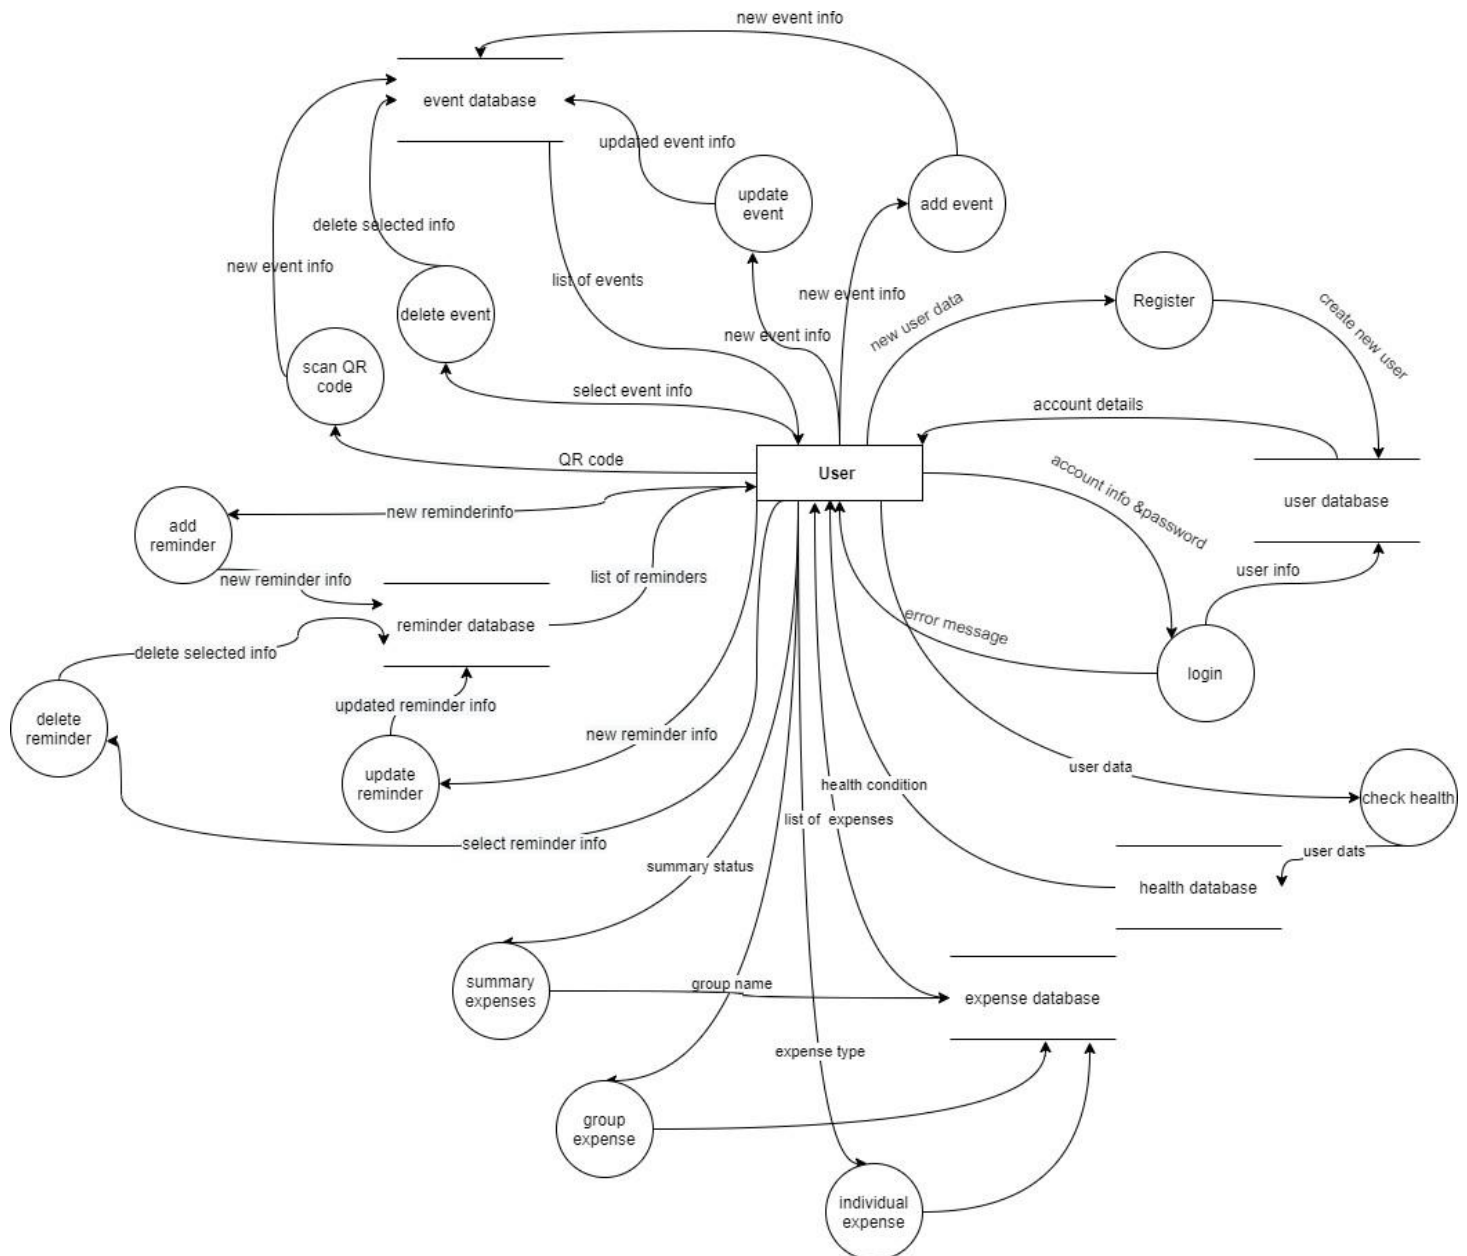 new event info
event database
updated event info
update
event
add event
delete selected info
new event info
list of events
delete event
new event info
new event info
new user data
Register
create new user
scan QR
code
select event info
account details
QR code
User
account info &password
user database
add
reminder
new reminderinfo
new reminder info
list of reminders
user info
reminder database
error message
delete selected info
login
updated reminder info
delete
reminder
new reminder info
update
reminder
user data
health condition
check health
list of  expenses
select reminder info
user dats
summary status
health database
summary
expenses
group name
expense database
expense type
group
expense
individual
expense